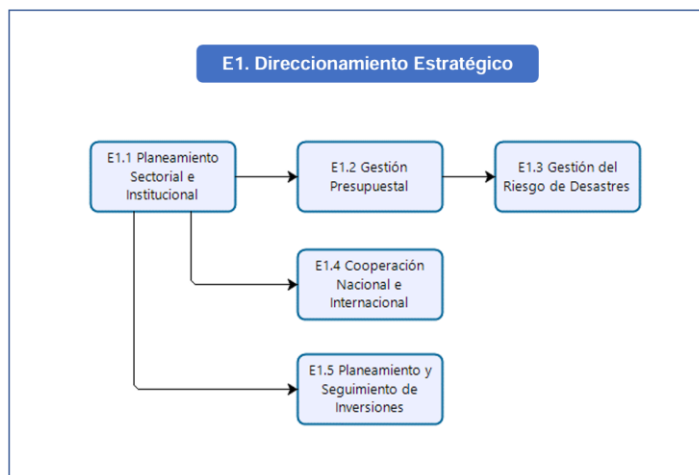 E1. Direccionamiento Estratégico
E1.1 Planeamiento
Sectorial e
Institucional
E1.2 Gestión
Presupuestal
E1.3 Gestión del
Riesgo de Desastres
E1.4 Cooperación
Nacional e
Internacional
E1.5 Planeamiento y
Seguimiento de
Inversiones